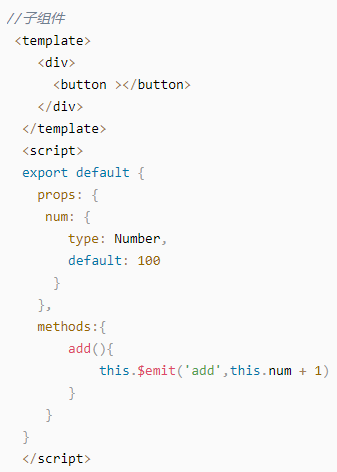 //子组件
<template>
<div>
<button ></button>
</div>
</template>
<script>
export default {
props: {
num: {
type: Number,
default: 100
}
},
methods:{
add(){
this.$emit('add',this.num + 1)
}
}
}
</script>